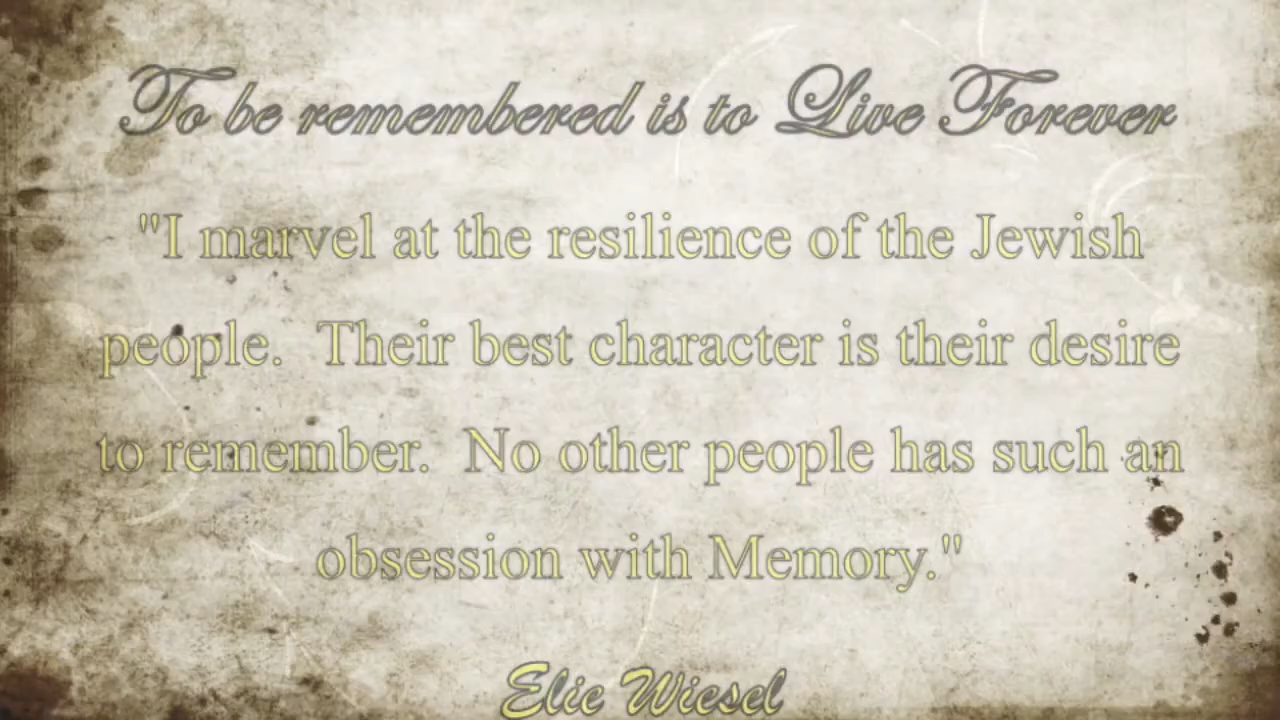 To be remembered is to Live Forever
"I marvel at the resilience of the Jewish
people.  Their best character is their desire
to remember.  No other people has such an
obsession with Memory."
Elie Wiesel